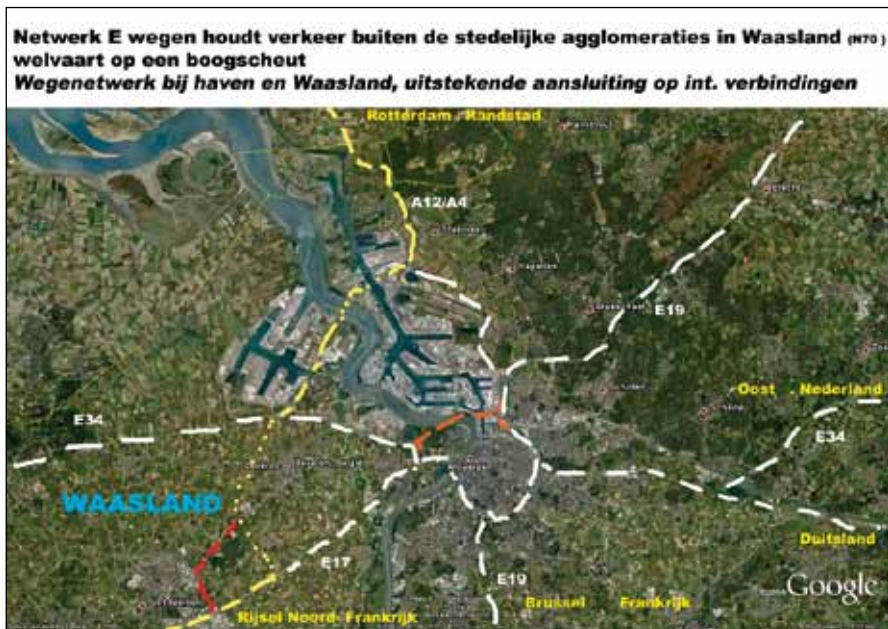 Netwerk E wegen houdt verkeer buiten de stedelijke agglomeraties in Waasland (N70)
welvaart op een boogscheut
Wegenetwerk bij haven en Waasland, uitstekende aansluiting op int. verbindingen
Rotterdam Randstad
A12/A4
Kapellen
E19
Oost . Nederland
E34
E34
WAASLAND
Antwerpen
Duitsland
E17
E19
Google
Brussel Frankrijk
Rijsel Noord-Frankrijk